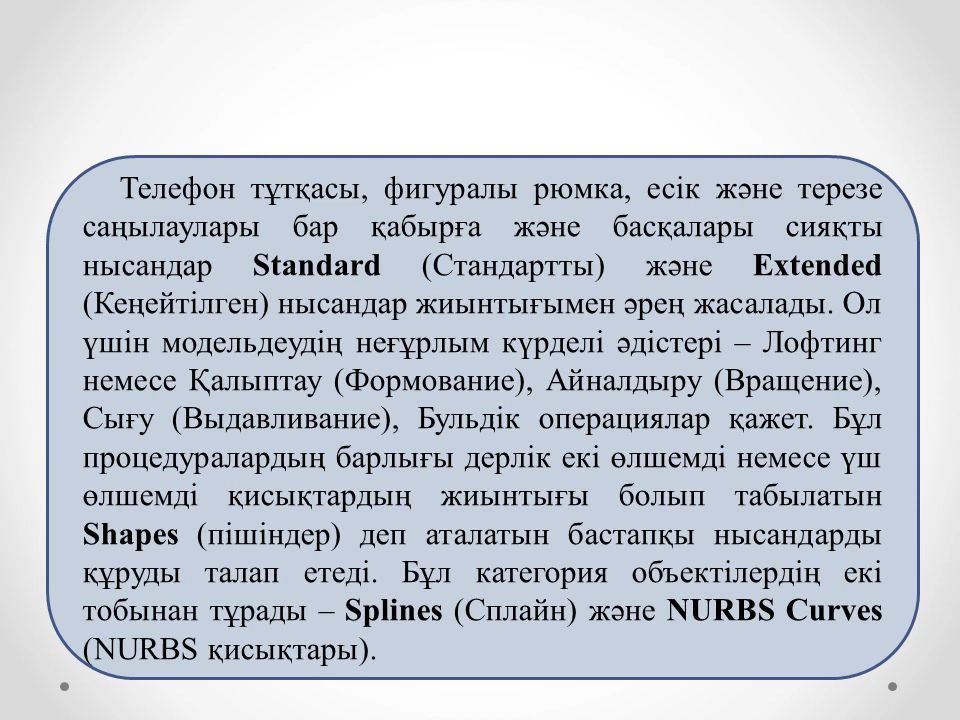 Телефон тұтқасы, фигуралы рюмка, есік және терезе
саңылаулары бар қабырға және басқалары сияқты
нысандар Standard (Стандартты) және Extended
(Кеңейтілген) нысандар жиынтығымен әрең жасалады. Ол
үшін модельдеудің неғұрлым күрделі әдістері – Лофтинг
немесе Қалыптау (Формование), Айналдыру (Вращение),
Сығу (Выдавливание), Бульдік операциялар қажет. Бұл
процедуралардың барлығы дерлік екі өлшемді немесе үш
өлшемді қисықтардың жиынтығы болып табылатын
Shapes (пішіндер) деп аталатын бастапқы нысандарды
құруды талап етеді. Бұл категория объектілердің екі
тобынан тұрады – Splines (Сплайн) және NURBS Curves
(NURBS қисықтары).